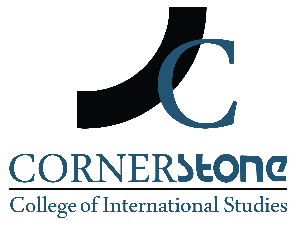 C
CORNERstone
College of International Studies